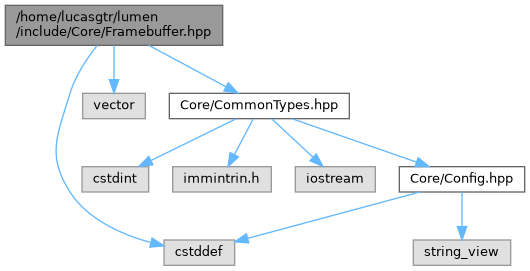 /home/lucasgtr/lumen
/include/Core/Framebuffer.hpp
vector
Core/CommonTypes.hpp
cstdint
immintrin.h
iostream
Core/Config.hpp
cstddef
string_view